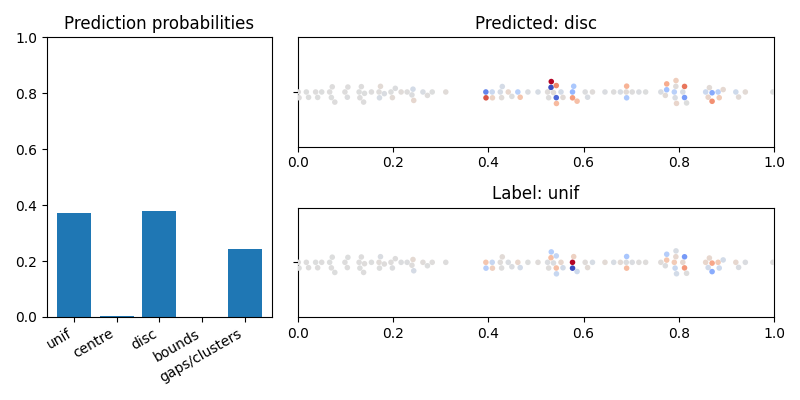 Prediction probabilities
1.0
0.8
0.6
0.4
0.2
0.0
unif
centre
disc
bounds
gaps/clusters
Predicted: disc
0.0 0.2 0.4 0.6 0.8 1.0
Label: unif
0.0 0.2 0.4 0.6 0.8 1.0